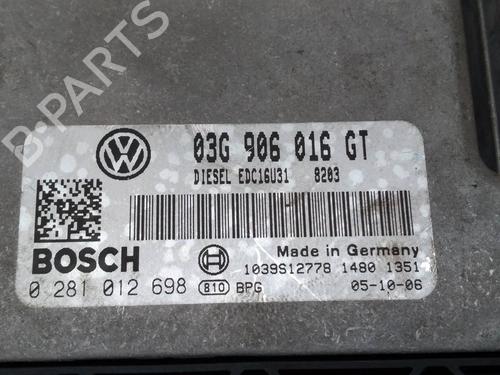 B-PARTS
03G 906 016 GT
DIESEL EDC16U31 8203
BOSCH
Made in Germany
1039S12778 1480 1351
0 281 012 698 810 BPG 05-10-06